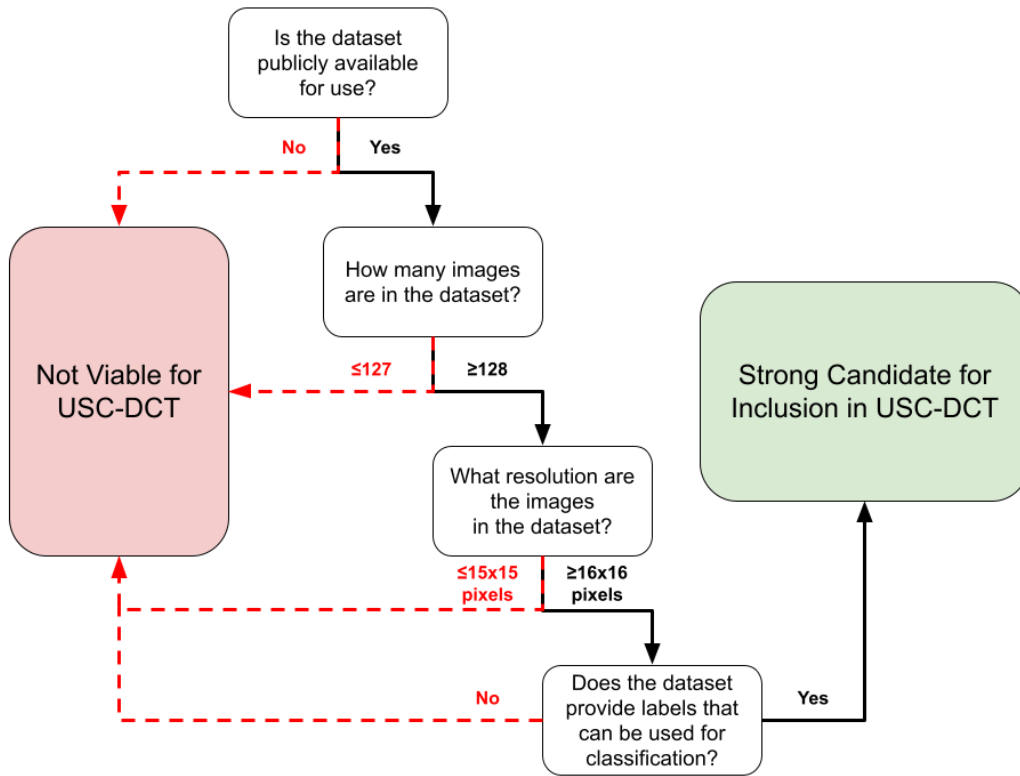 Is the dataset
publicly available
for use?
No
Yes
How many images
are in the dataset?
Not Viable for
USC-DCT
≤127
≥128
Strong Candidate for
Inclusion in USC-DCT
What resolution are
the images
in the dataset?
≤15x15
pixels
≥16x16
pixels
Does the dataset
provide labels that
can be used for
classification?
No
Yes